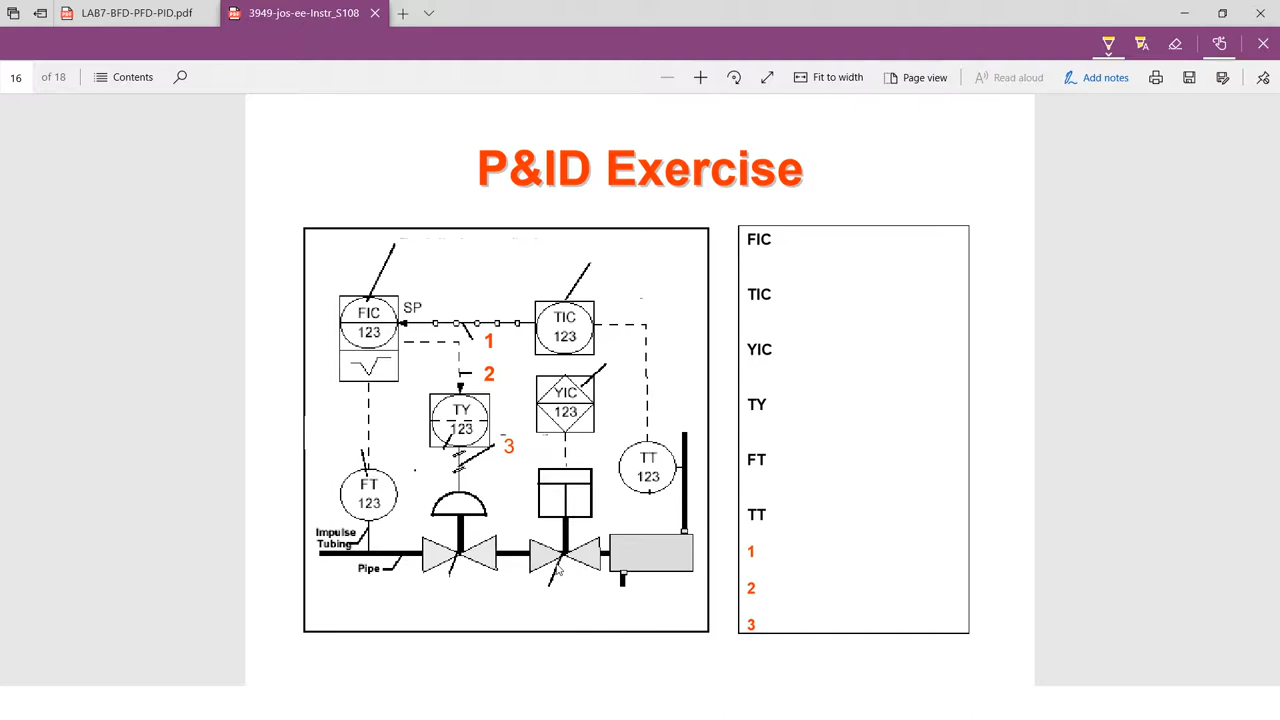 LAB7-BFD-PFD-PID.pdf
3949-jos-ee-Instr_S108
16 of 18
Contents
Fit to width
Page view
Read aloud
Add notes
P&ID Exercise
FIC
123
SP
TIC
123
1
2
YIC
123
TY
123
3
TT
123
FT
123
Impulse
Tubing
Pipe
FIC
TIC
YIC
TY
FT
TT
1
2
3